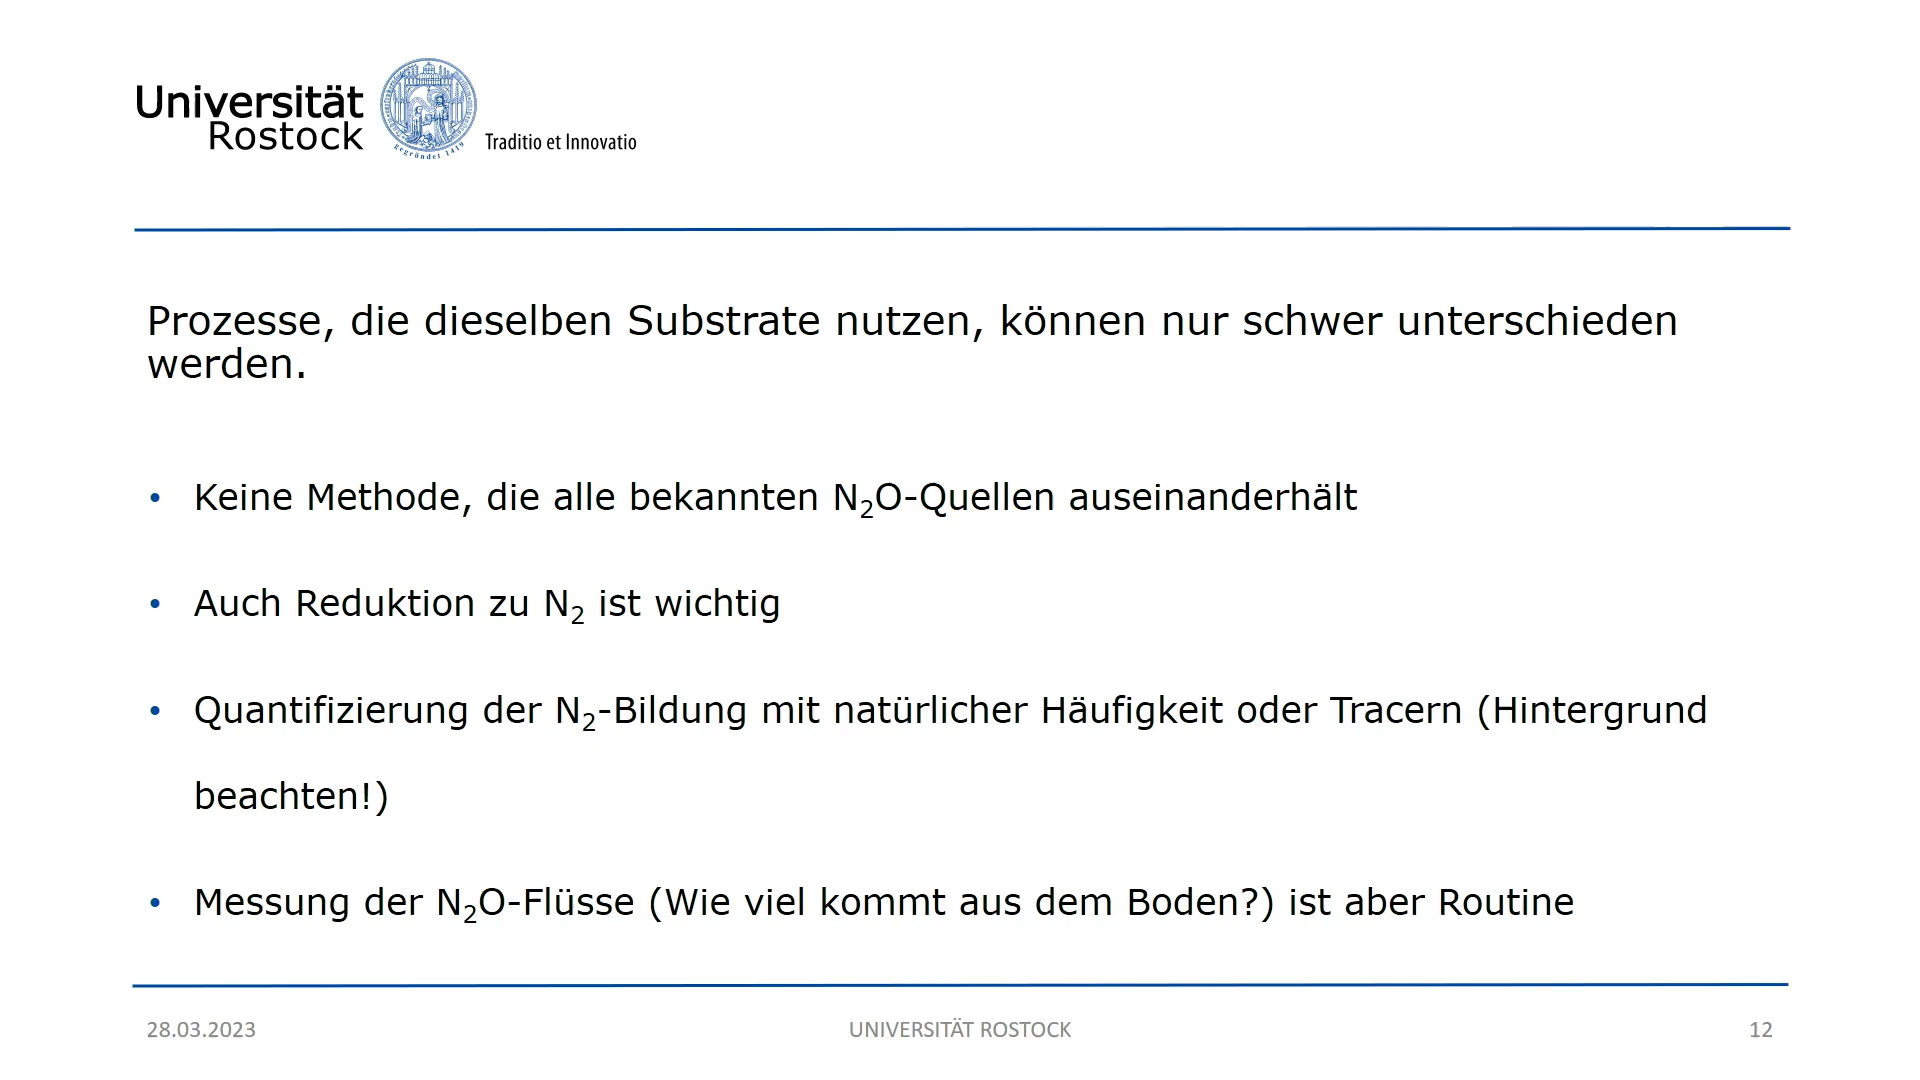 Universität
Rostock
gegründet 1419
Traditio et Innovatio
Prozesse, die dieselben Substrate nutzen, können nur schwer unterschieden
werden.
• Keine Methode, die alle bekannten N₂O-Quellen auseinanderhält
• Auch Reduktion zu N₂ ist wichtig
• Quantifizierung der N₂-Bildung mit natürlicher Häufigkeit oder Tracern (Hintergrund
beachten!)
• Messung der N₂O-Flüsse (Wie viel kommt aus dem Boden?) ist aber Routine
28.03.2023
UNIVERSITÄT ROSTOCK
12